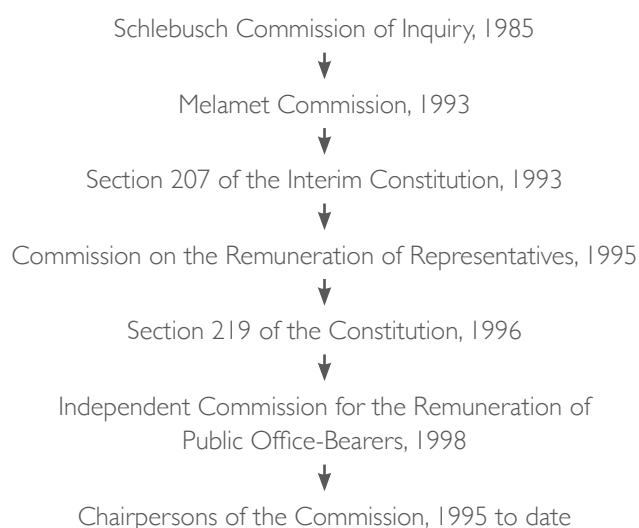 Schlebusch Commission of Inquiry, 1985
Melamet Commission, 1993
Section 207 of the Interim Constitution, 1993
Commission on the Remuneration of Representatives, 1995
Section 219 of the Constitution, 1996
Independent Commission for the Remuneration of
Public Office-Bearers, 1998
Chairpersons of the Commission, 1995 to date